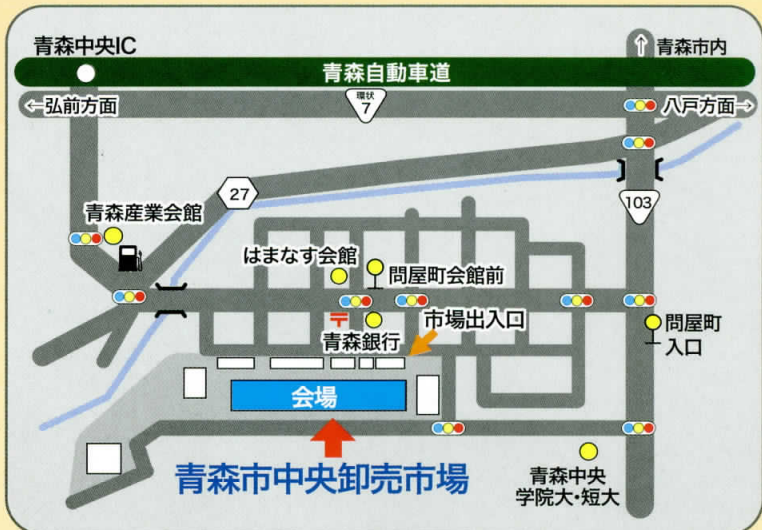 青森中央IC
↑
青森市内
青森自動車道
←弘前方面
環状
7
八戸方面→
27
103
青森産業会館
はまなす会館
問屋町会館前
〒
青森銀行
市場出入口
問屋町
入口
会場
青森市中央卸売市場
青森中央
学院大・短大